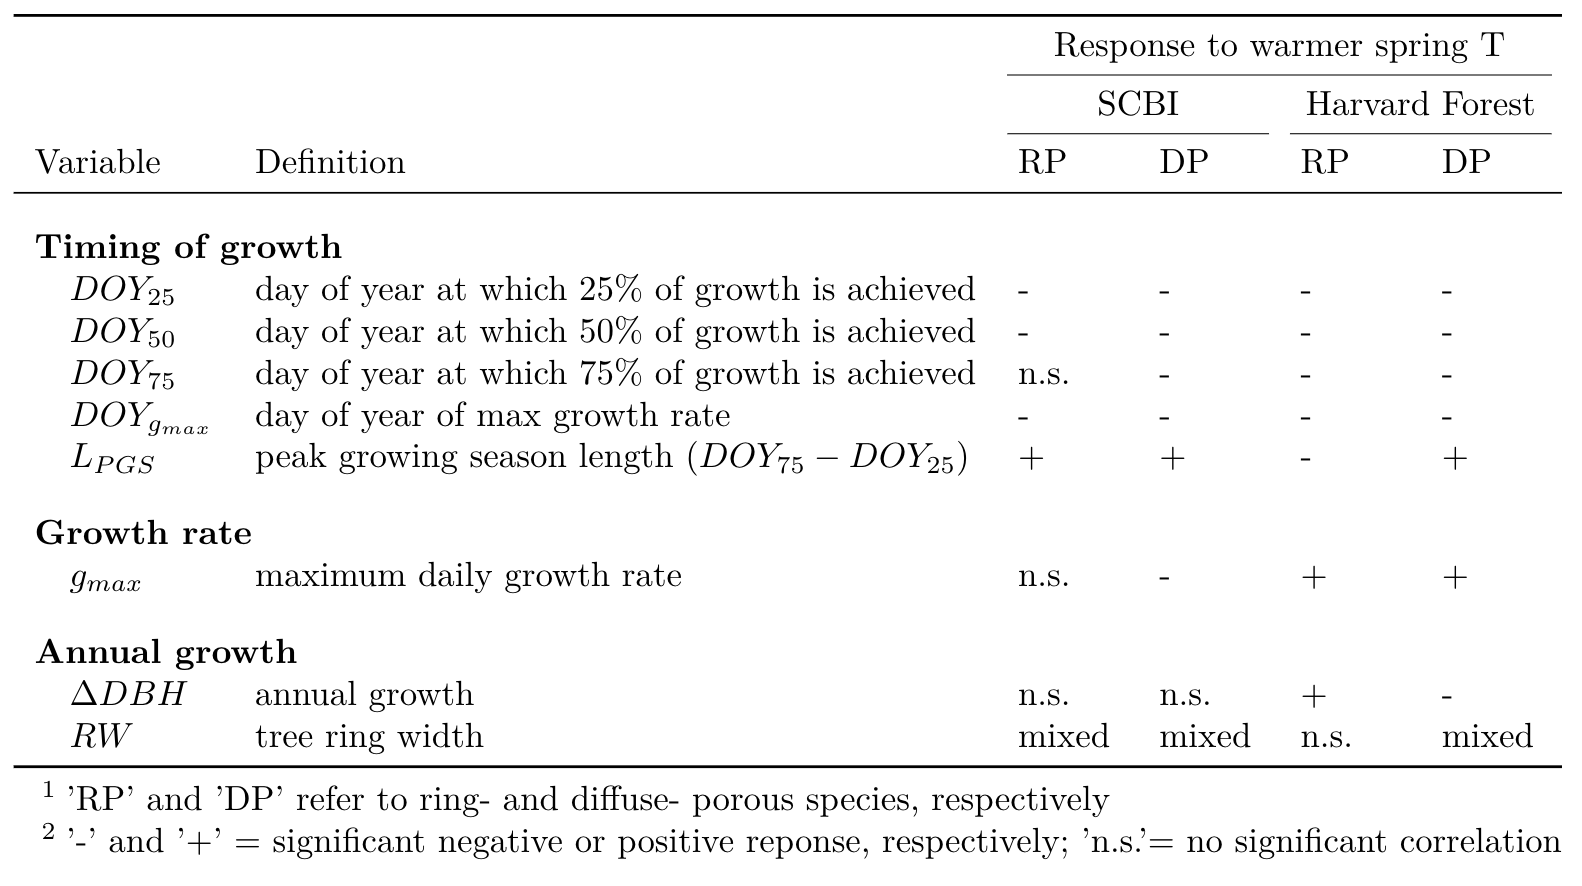 Response to warmer spring T
SCBI Harvard Forest
Variable Definition RP DP RP DP
Timing of growth
DOY25 day of year at which 25% of growth is achieved - - - -
DOY50 day of year at which 50% of growth is achieved - - - -
DOY75 day of year at which 75% of growth is achieved n.s. - - -
DOYgmax day of year of max growth rate - - - -
LPGS peak growing season length (DOY75 − DOY25) + + - +
Growth rate
gmax maximum daily growth rate n.s. - + +
Annual growth
ΔDBH annual growth n.s. n.s. + -
RW tree ring width mixed mixed n.s. mixed
1 'RP' and 'DP' refer to ring- and diffuse- porous species, respectively
2 '-' and '+' = significant negative or positive reponse, respectively; 'n.s.'= no significant correlation